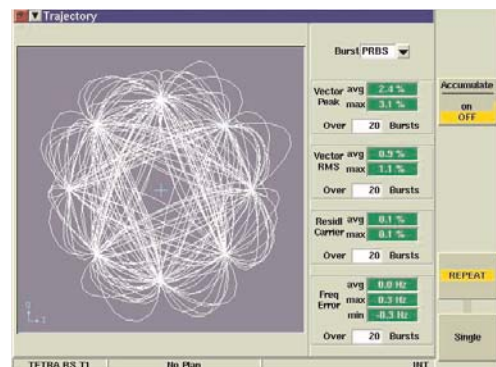 Trajectory
Burst PRBS
Vector Peak avg 2.4 %
max 3.1 %
Over 20 Bursts
Accumulate
on
OFF
Vector RMS avg 0.9 %
max 1.1 %
Over 20 Bursts
Residl Carrier avg 0.1 %
max 0.1 %
Over 20 Bursts
REPEAT
Freq Error avg 0.0 Hz
max 0.3 Hz
min -0.3 Hz
Over 20 Bursts
Single
Q
I
TETRA BS T1 No Plan INT